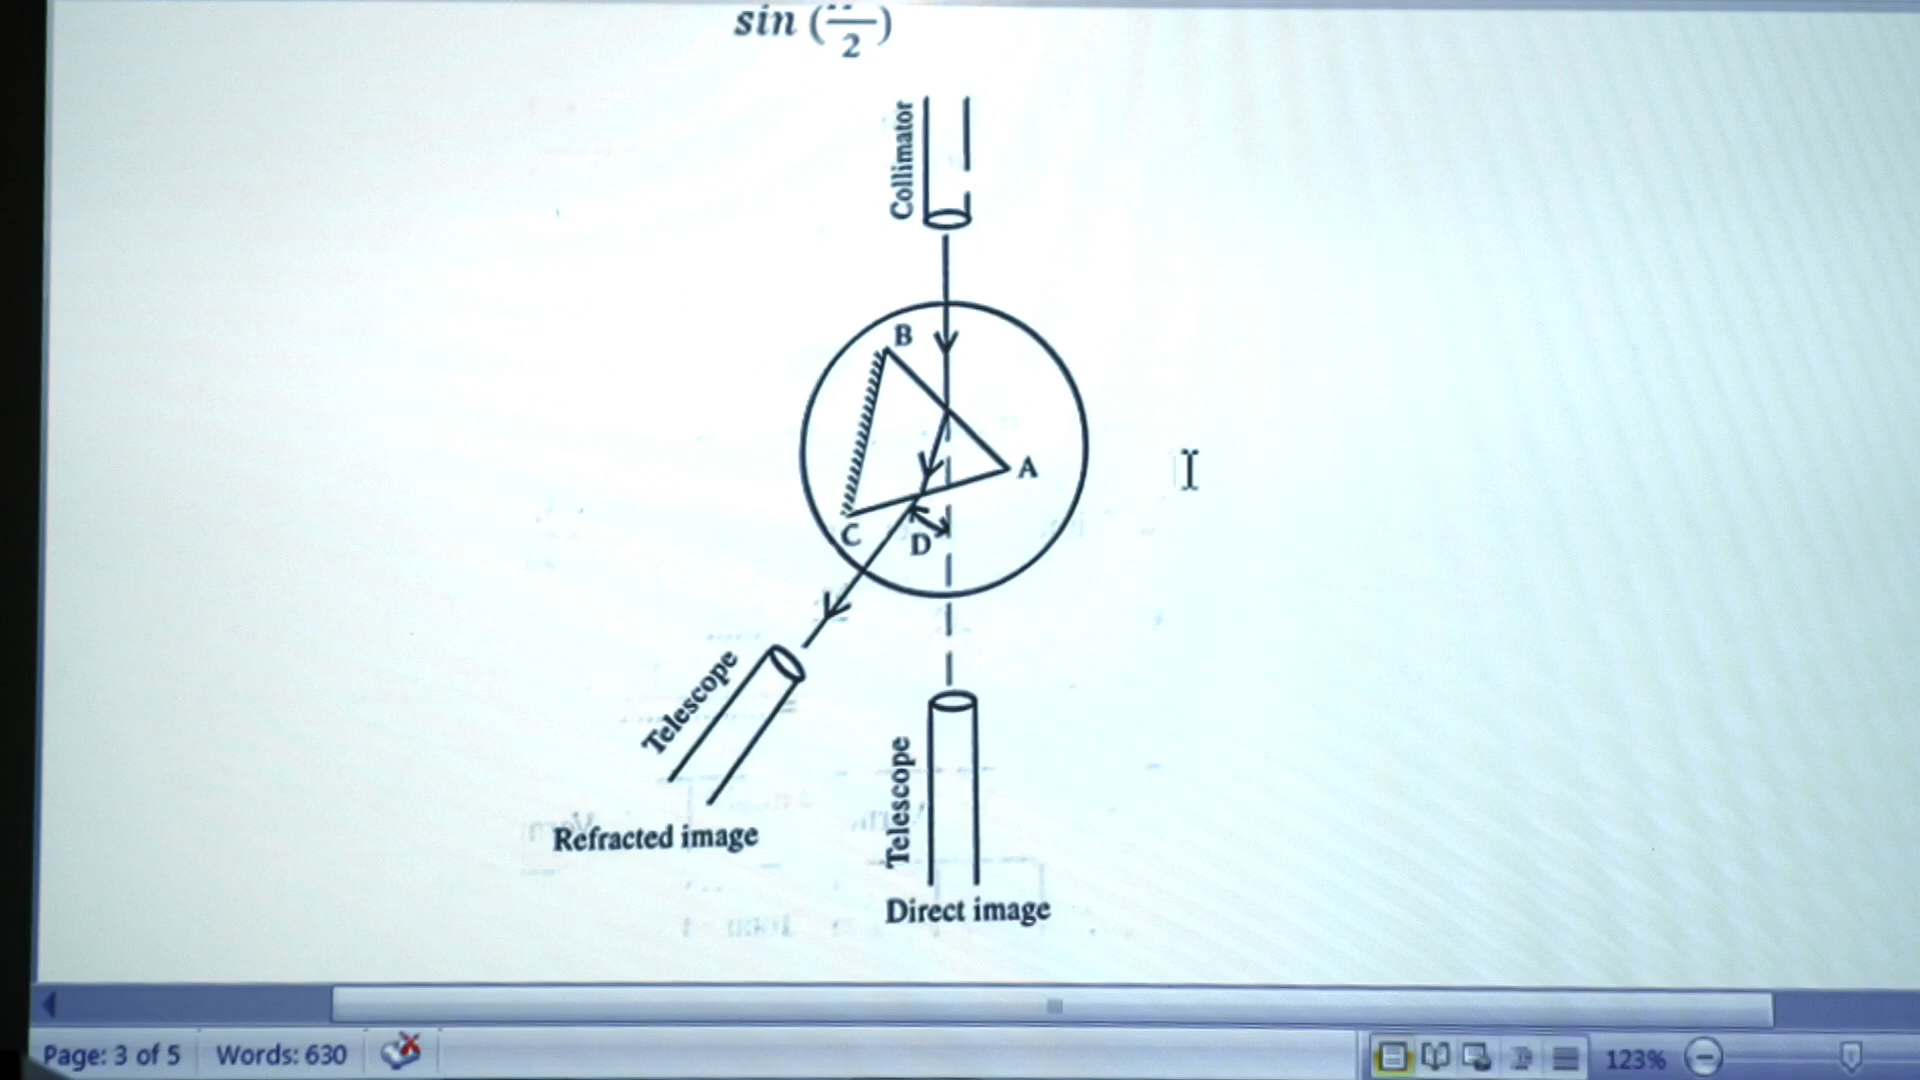 sin ( 2 )
Collimator
B
A
C
D
Telescope
Telescope
Refracted image
Direct image
Page: 3 of 5 Words: 630 123%